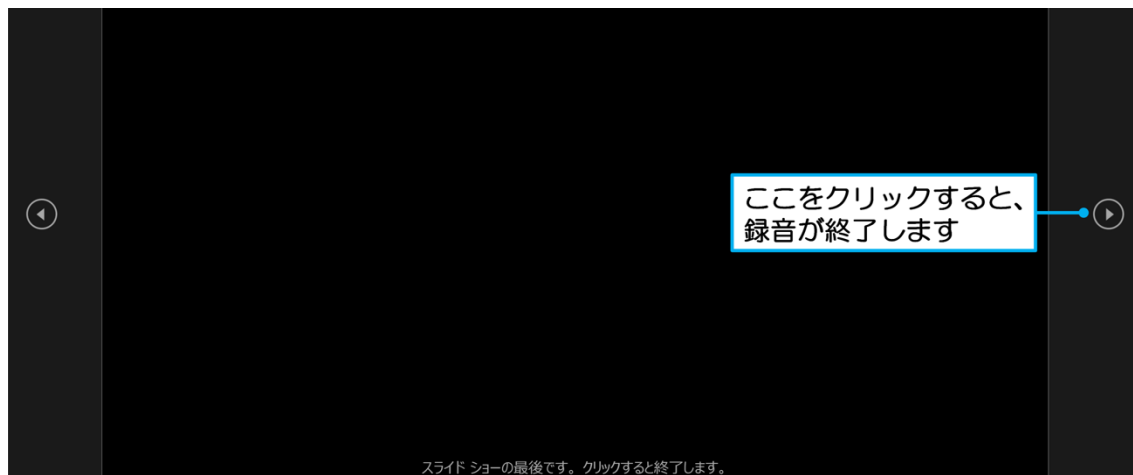 ここをクリックすると、
録音が終了します
スライド ショーの最後です。クリックすると終了します。